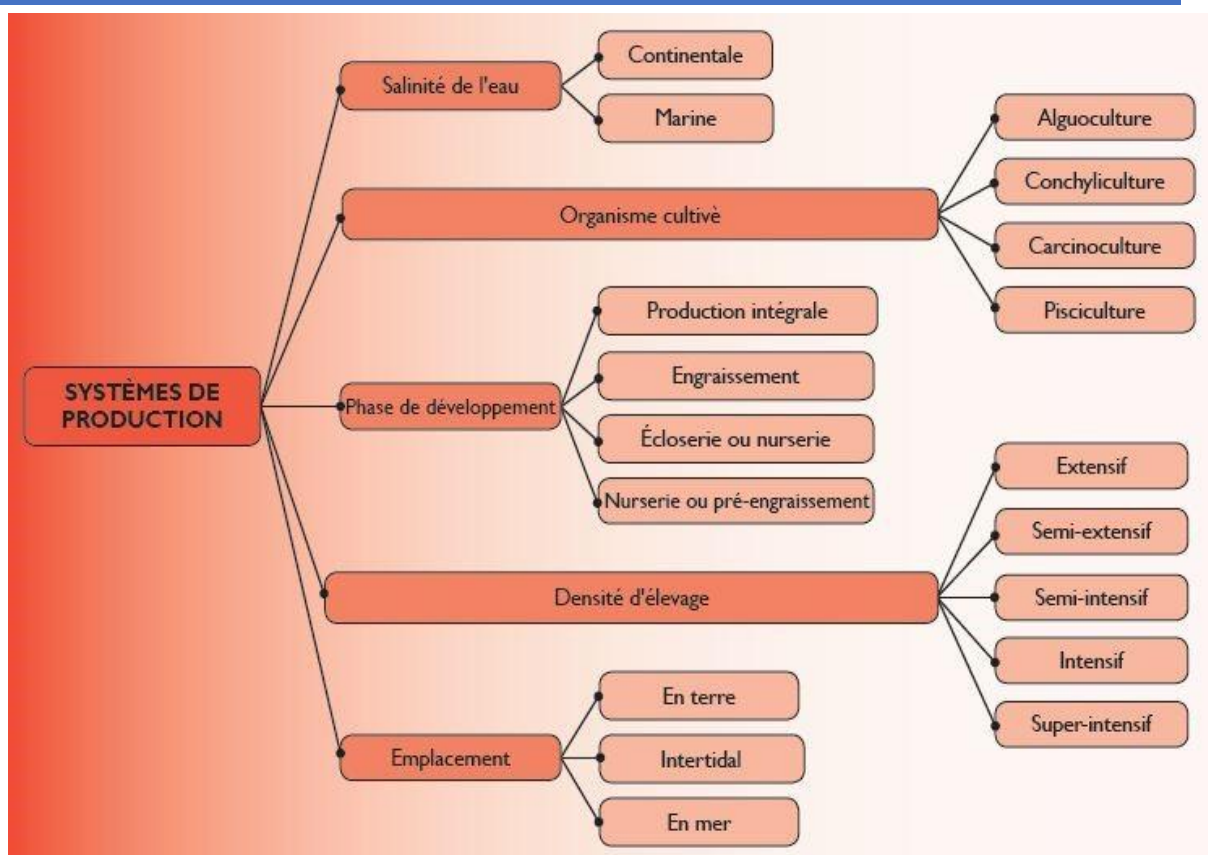 Salinité de l'eau
Continentale
Marine
Organisme cultivè
Alguoculture
Conchyliculture
Carcinoculture
Pisciculture
SYSTÈMES DE
PRODUCTION
Phase de développement
Production intégrale
Engraissement
Écloserie ou nurserie
Nurserie ou pré-engraissement
Densité d'élevage
Extensif
Semi-extensif
Semi-intensif
Intensif
Super-intensif
Emplacement
En terre
Intertidal
En mer